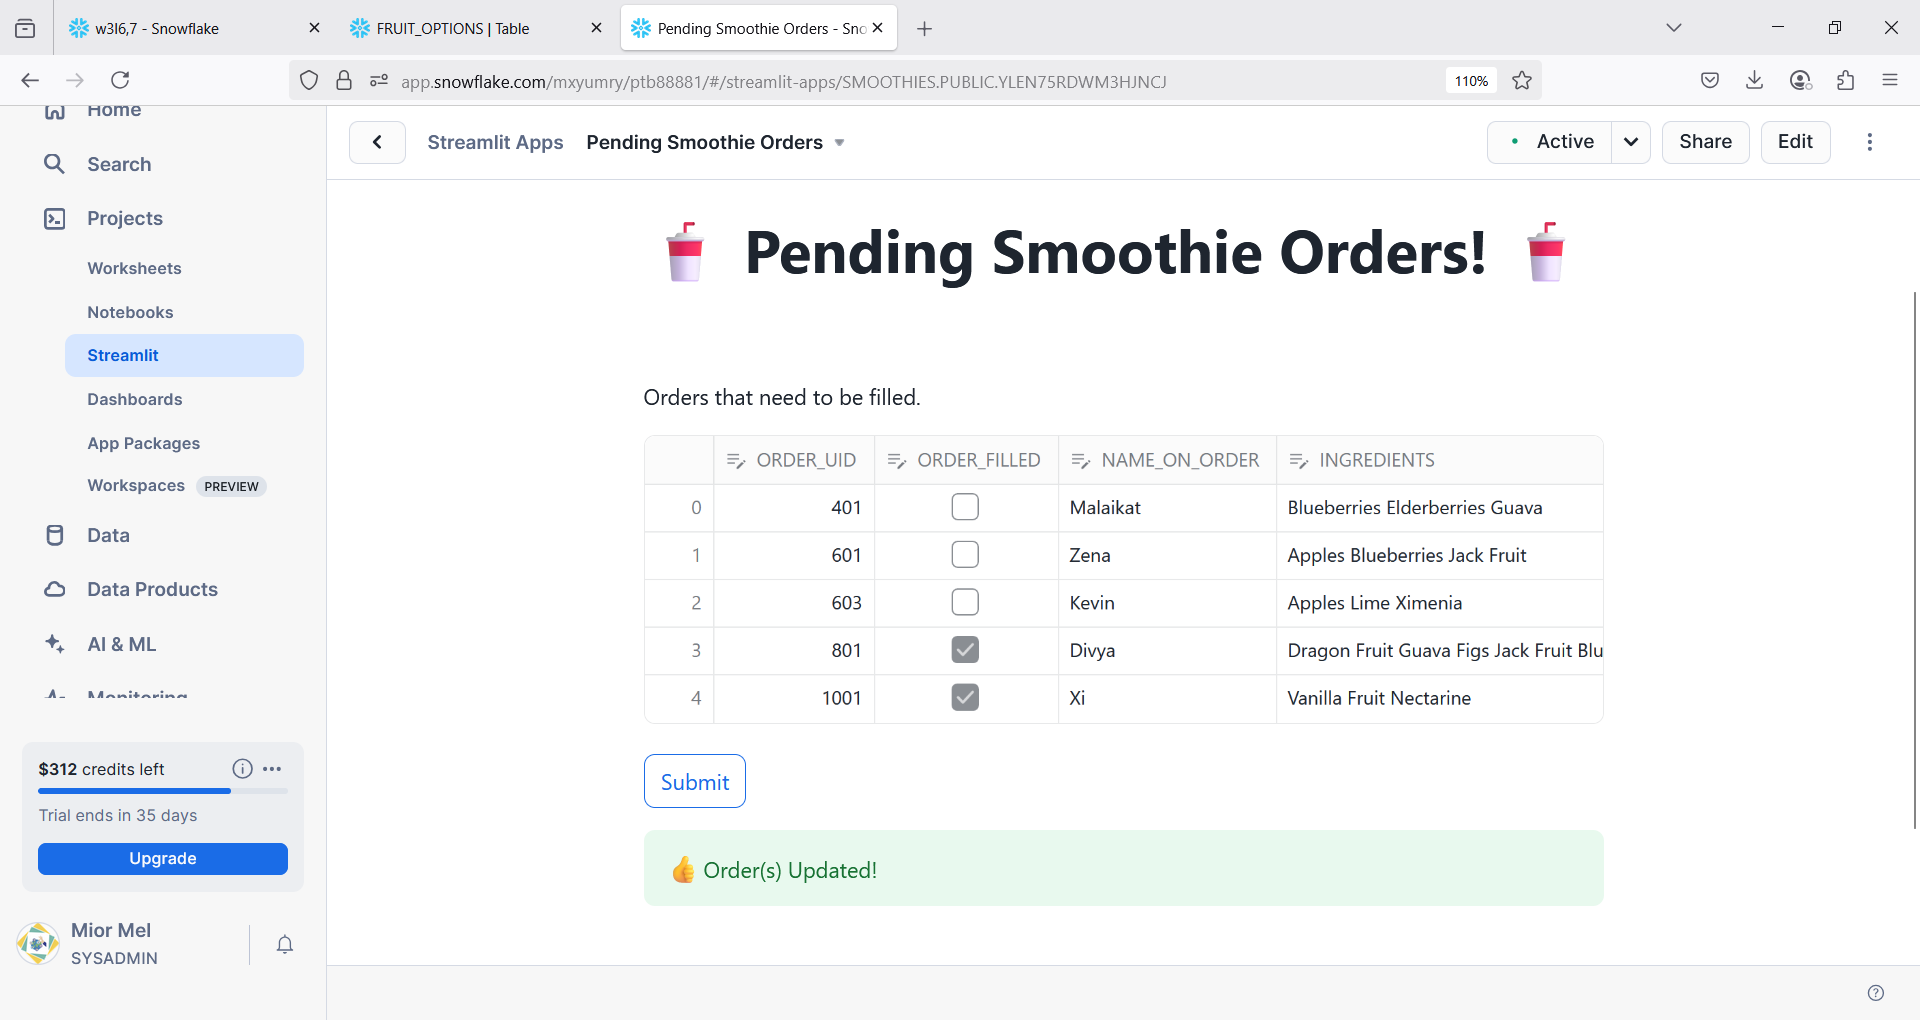 w3l6,7 - Snowflake
FRUIT_OPTIONS | Table
Pending Smoothie Orders - Sno
app.snowflake.com/mxyumry/ptb88881/#/streamlit-apps/SMOOTHIES.PUBLIC.YLEN75RDWM3HJNCJ
110%
Home
Search
Projects
Worksheets
Notebooks
Streamlit
Dashboards
App Packages
Workspaces PREVIEW
Data
Data Products
AI & ML
Monitoring
$312 credits left
Trial ends in 35 days
Upgrade
Mior Mel
SYSADMIN
Streamlit Apps Pending Smoothie Orders
Active
Share
Edit
Pending Smoothie Orders!
Orders that need to be filled.
ORDER_UID ORDER_FILLED NAME_ON_ORDER INGREDIENTS
0 401 Malaikat Blueberries Elderberries Guava
1 601 Zena Apples Blueberries Jack Fruit
2 603 Kevin Apples Lime Ximenia
3 801 Divya Dragon Fruit Guava Figs Jack Fruit Blu
4 1001 Xi Vanilla Fruit Nectarine
Submit
👍 Order(s) Updated!